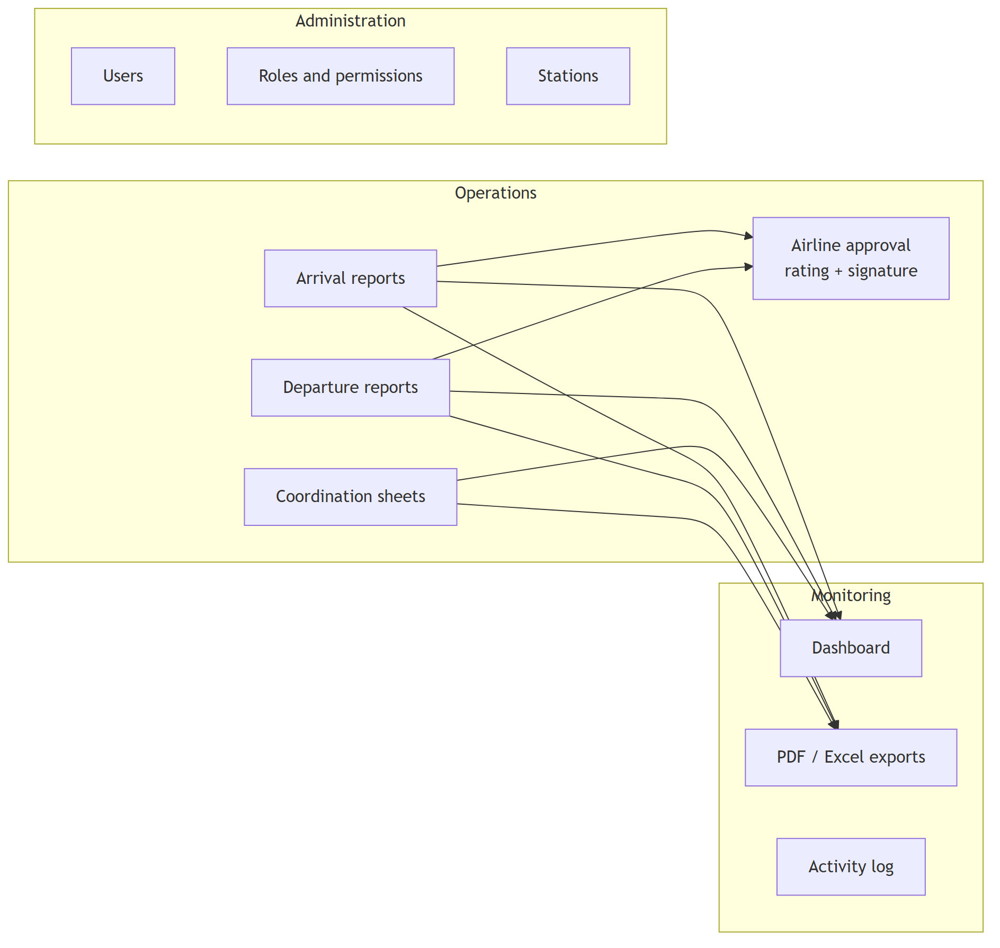 Administration
Users
Roles and permissions
Stations
Operations
Airline approval
rating + signature
Arrival reports
Departure reports
Coordination sheets
Monitoring
Dashboard
PDF / Excel exports
Activity log